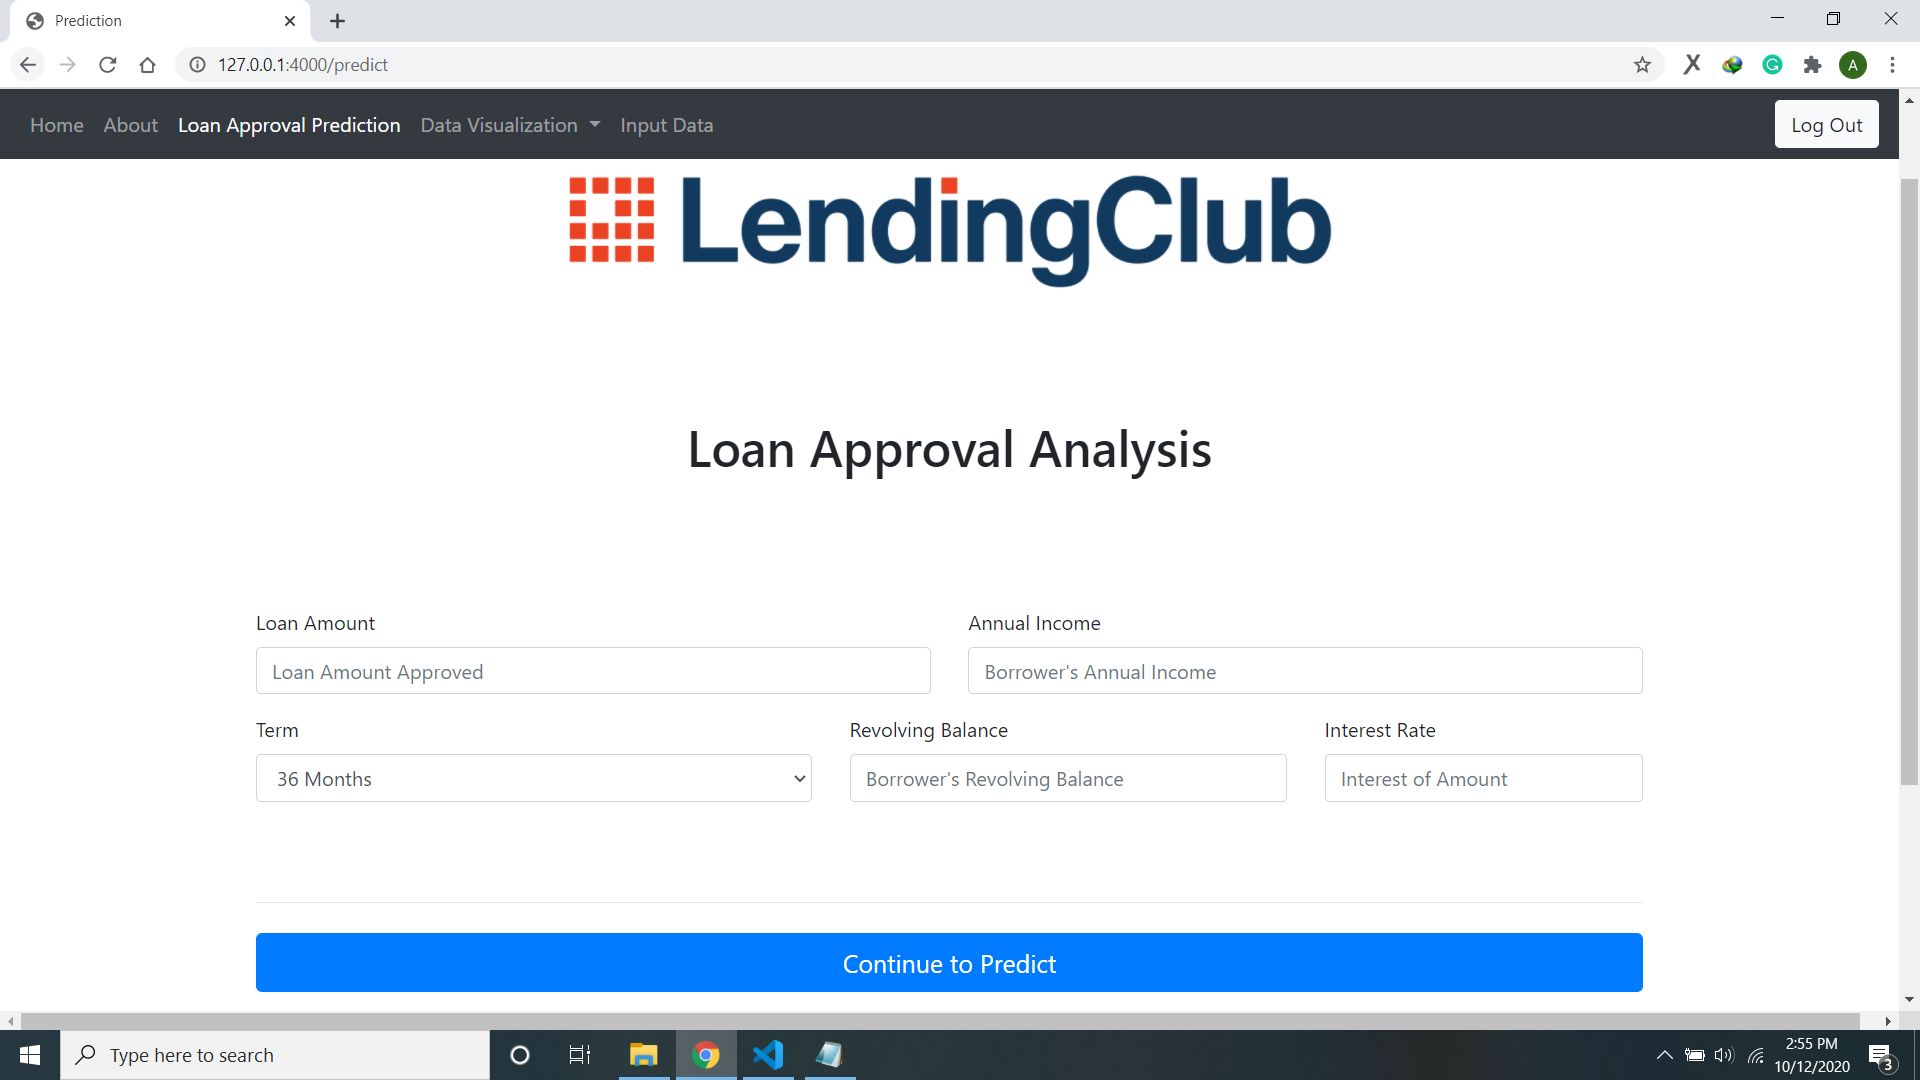 Prediction
127.0.0.1:4000/predict
A
Home About Loan Approval Prediction Data Visualization Input Data Log Out
LendingClub
Loan Approval Analysis
Loan Amount Annual Income
Loan Amount Approved Borrower's Annual Income
Term Revolving Balance Interest Rate
36 Months Borrower's Revolving Balance Interest of Amount
Continue to Predict
Type here to search
2:55 PM
10/12/2020
3